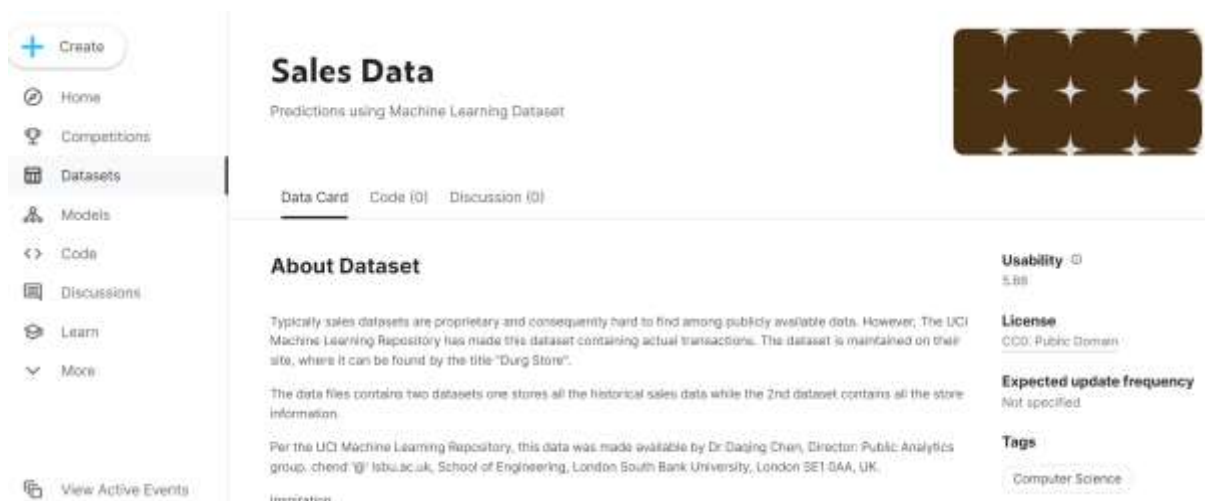 Create
Home
Competitions
Datasets
Models
Code
Discussions
Learn
More
View Active Events
Sales Data
Predictions using Machine Learning Dataset
Data Card Code (0) Discussion (0)
About Dataset
Typically sales datasets are proprietary and consequently hard to find among publicly available data. However, The UCI
Machine Learning Repository has made this dataset containing actual transactions. The dataset is maintained on their
site, where it can be found by the title "Durg Store".
The data files contains two datasets one stores all the historical sales data while the 2nd dataset contains all the store
information.
Per the UCI Machine Learning Repository, this data was made available by Dr Daqing Chen, Director: Public Analytics
group. chend '@' lsbu.ac.uk, School of Engineering, London South Bank University, London SE1 0AA, UK.
Inspiration
Usability
License
CC0: Public Domain
Expected update frequency
Not specified
Tags
Computer Science